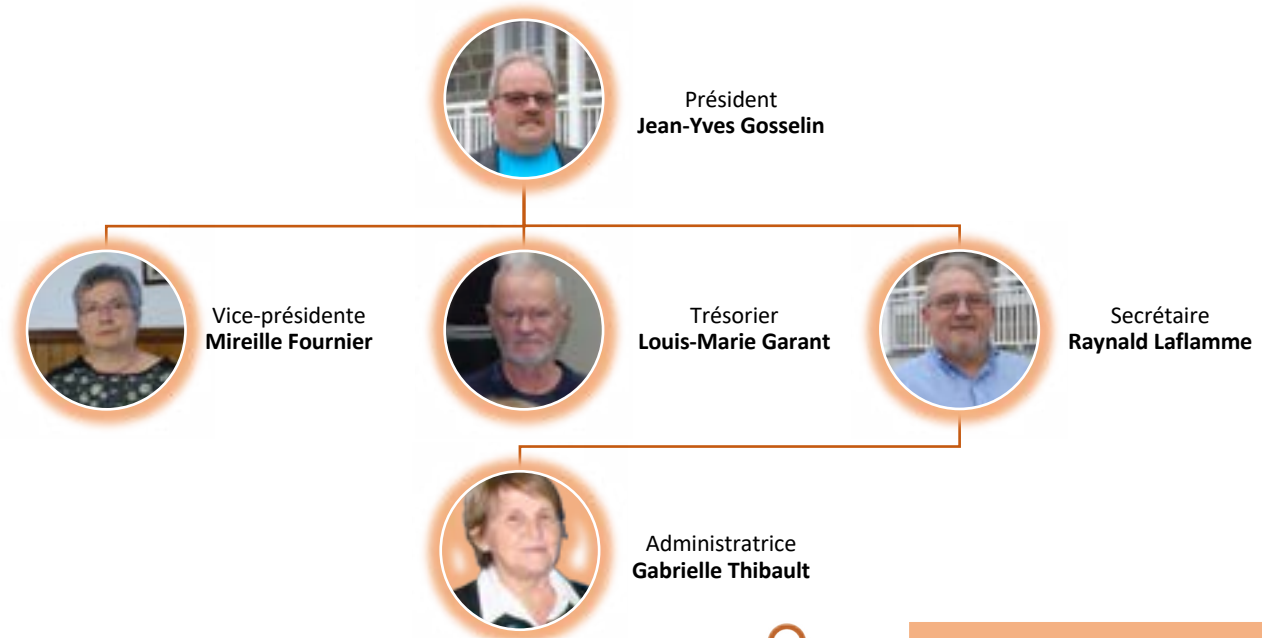 Président
Jean-Yves Gosselin
Vice-présidente
Mireille Fournier
Trésorier
Louis-Marie Garant
Secrétaire
Raynald Laflamme
Administratrice
Gabrielle Thibault